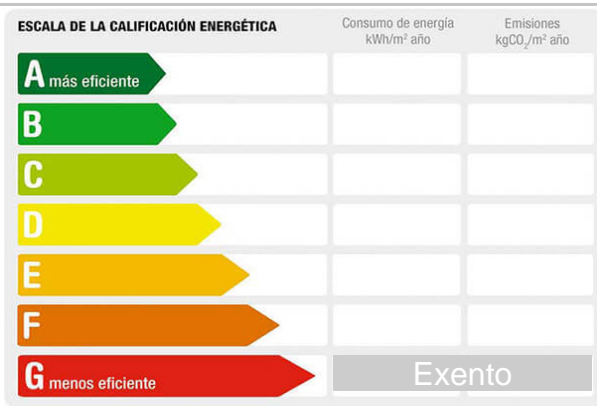 ESCALA DE LA CALIFICACIÓN ENERGÉTICA
Consumo de energía
kWh/m² año
Emisiones
kgCO₂/m² año
A más eficiente
B
C
D
E
F
G menos eficiente
Exento